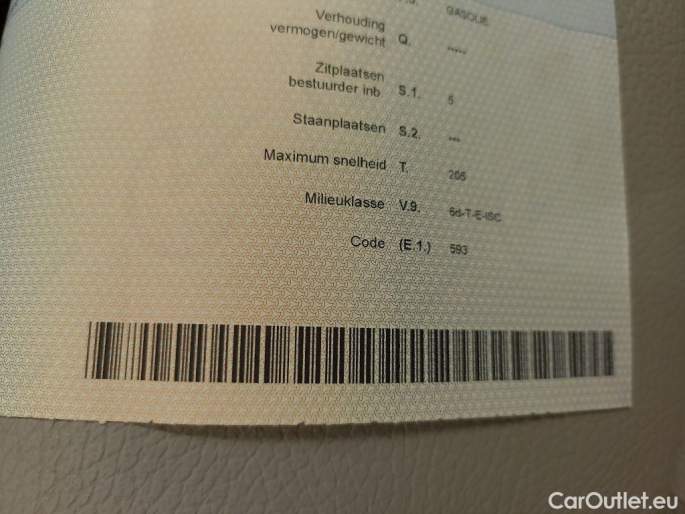 GASOLIE
Verhouding
vermogen/gewicht Q. -----
Zitplaatsen
bestuurder inb S.1. 5
Staanplaatsen S.2. ---
Maximum snelheid T. 205
Milieuklasse V.9. 6d-T-E-ISC
Code (E.1.) 593
CarOutlet.eu